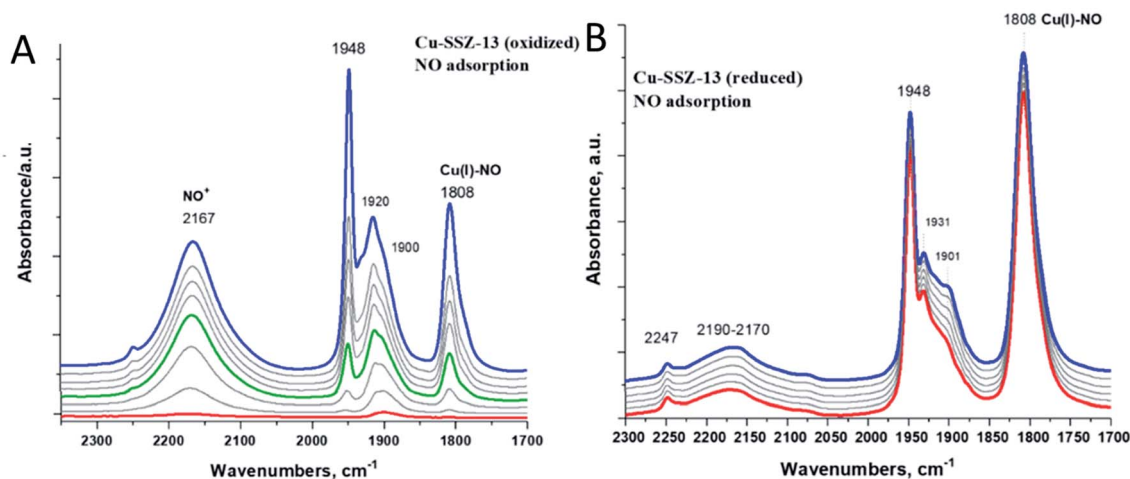 A
Cu-SSZ-13 (oxidized)
NO adsorption
1948
NO⁺
2167
1920
1900
Cu(I)-NO
1808
Absorbance/a.u.
2300 2200 2100 2000 1900 1800 1700
Wavenumbers, cm⁻¹
B
Cu-SSZ-13 (reduced)
NO adsorption
1808 Cu(I)-NO
1948
1931
1901
2247
2190-2170
Absorbance, a.u.
2300 2250 2200 2150 2100 2050 2000 1950 1900 1850 1800 1750 1700
Wavenumbers, cm⁻¹